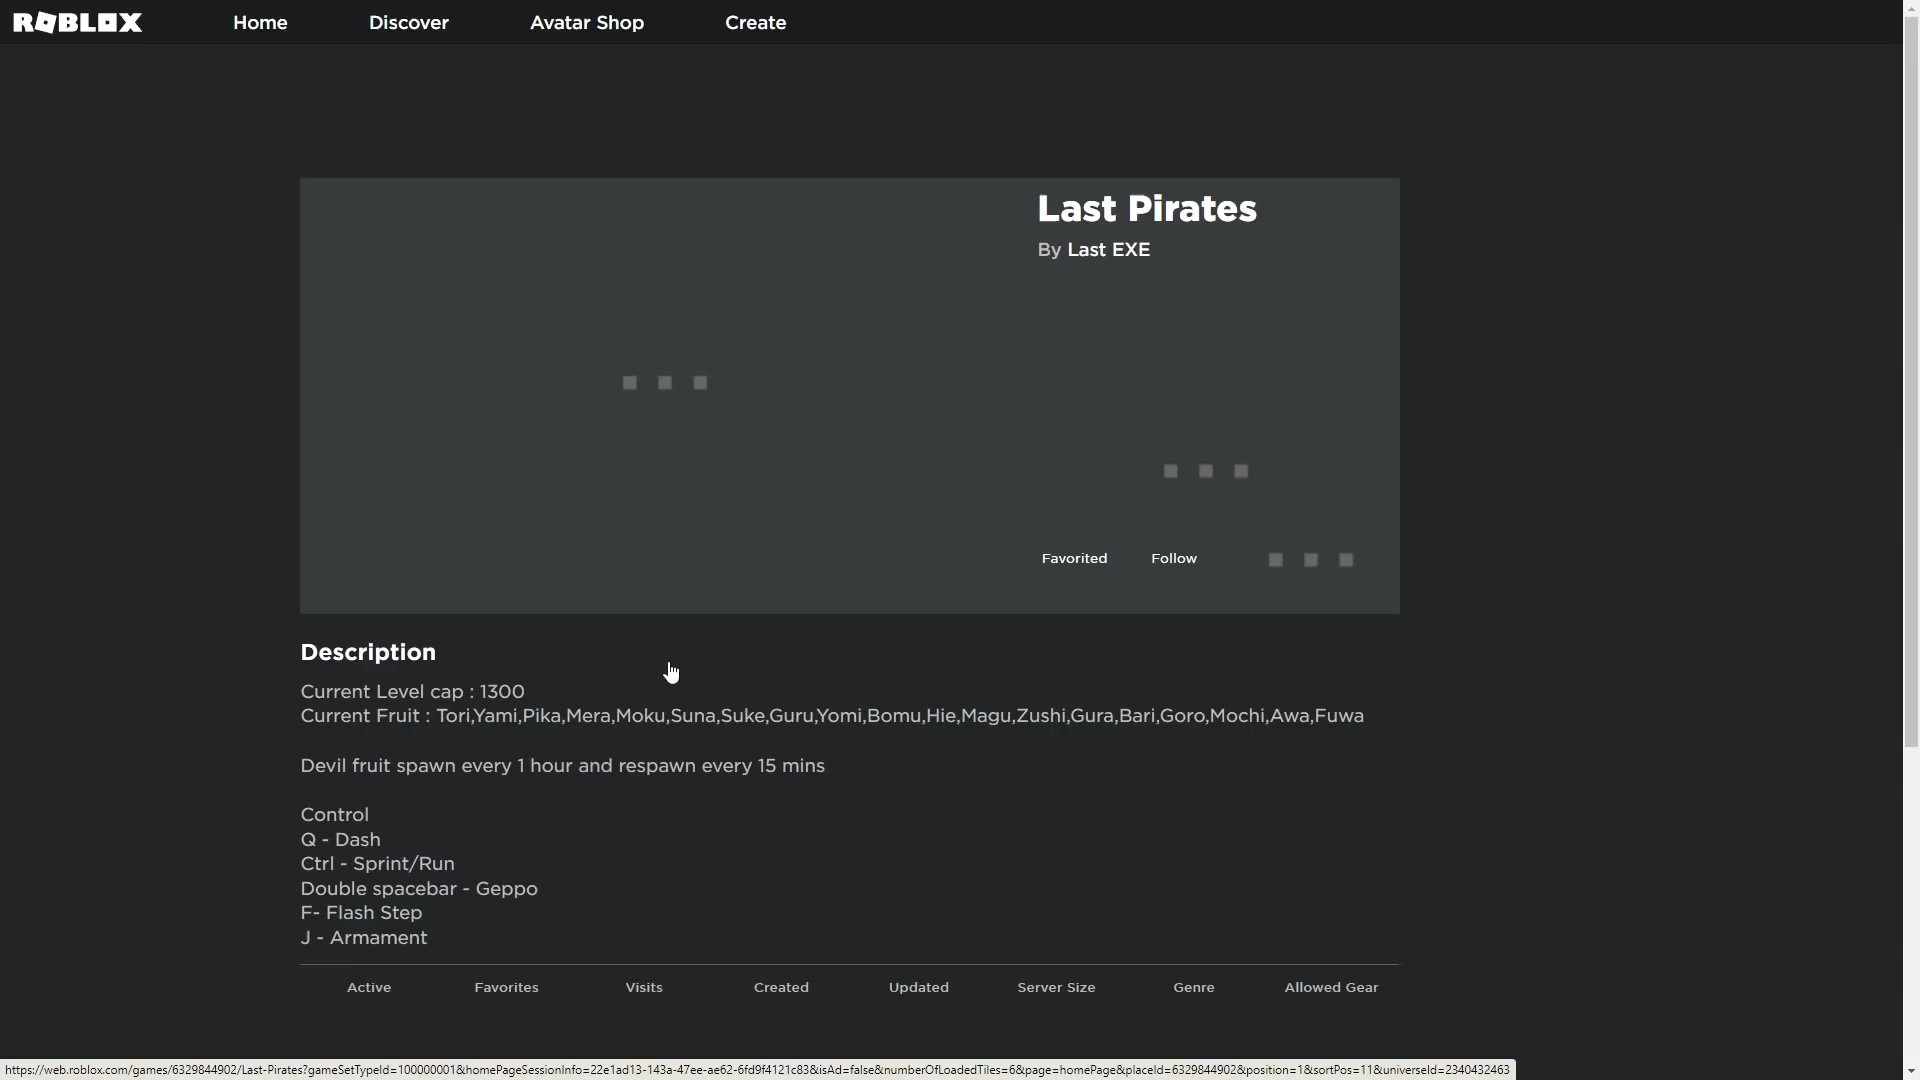 ROBLOX
Home
Discover
Avatar Shop
Create
Last Pirates
By Last EXE
Favorited
Follow
Description
Current Level cap : 1300
Current Fruit : Tori,Yami,Pika,Mera,Moku,Suna,Suke,Guru,Yomi,Bomu,Hie,Magu,Zushi,Gura,Bari,Goro,Mochi,Awa,Fuwa
Devil fruit spawn every 1 hour and respawn every 15 mins
Control
Q - Dash
Ctrl - Sprint/Run
Double spacebar - Geppo
F- Flash Step
J - Armament
Active
Favorites
Visits
Created
Updated
Server Size
Genre
Allowed Gear
https://web.roblox.com/games/6329844902/Last-Pirates?gameSetTypeId=100000001&homePageSessionInfo=22e1ad13-143a-47ee-ae62-6fd9f4121c83&isAd=false&numberOfLoadedTiles=6&page=homePage&placeId=6329844902&position=1&sortPos=11&universeId=2340432463